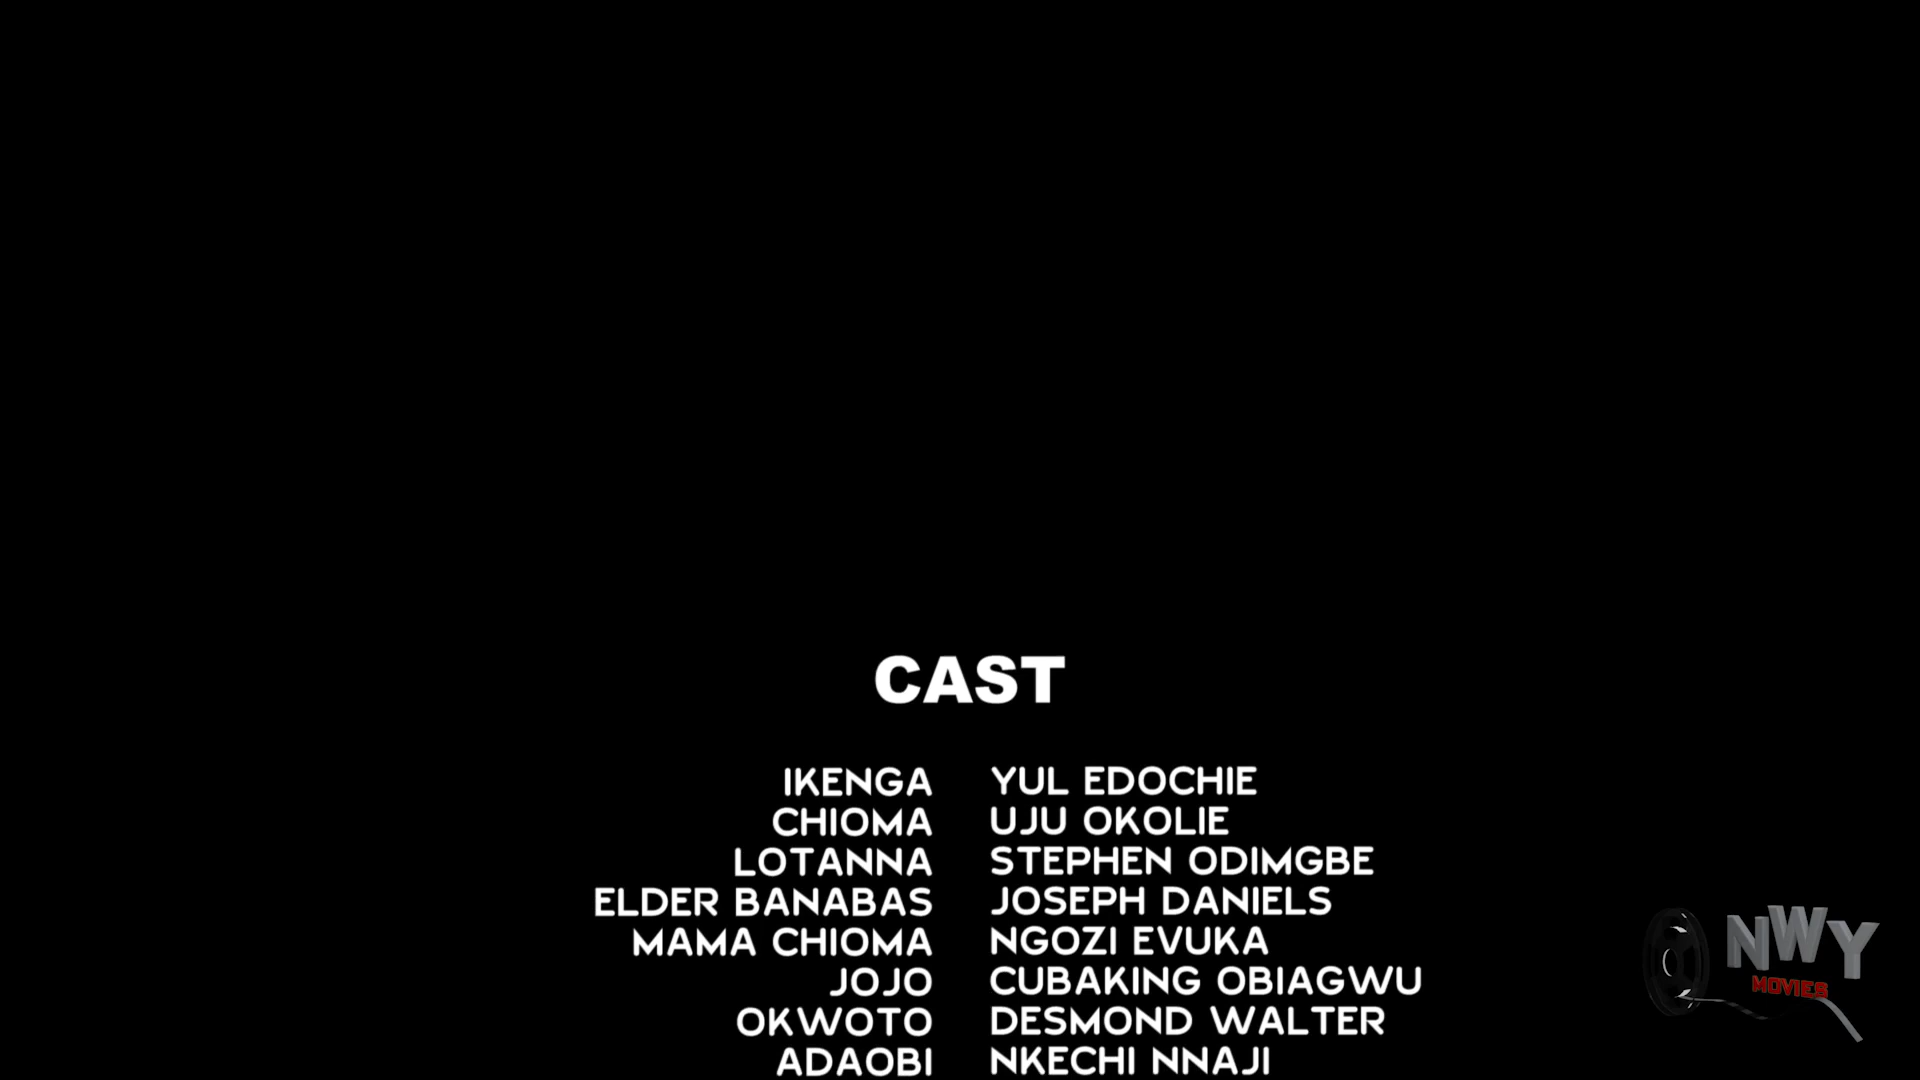 CAST
IKENGA YUL EDOCHIE
CHIOMA UJU OKOLIE
LOTANNA STEPHEN ODIMGBE
ELDER BANABAS JOSEPH DANIELS
MAMA CHIOMA NGOZI EVUKA
JOJO CUBAKING OBIAGWU
OKWOTO DESMOND WALTER
ADAOBI NKECHI NNAJI
NWY
MOVIES